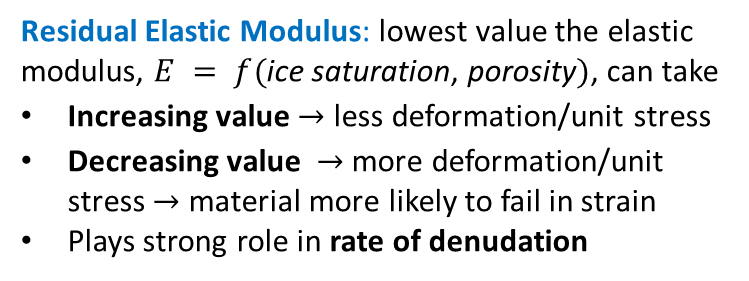 Residual Elastic Modulus: lowest value the elastic
modulus, E = f(ice saturation, porosity), can take
• Increasing value → less deformation/unit stress
• Decreasing value → more deformation/unit
stress → material more likely to fail in strain
• Plays strong role in rate of denudation